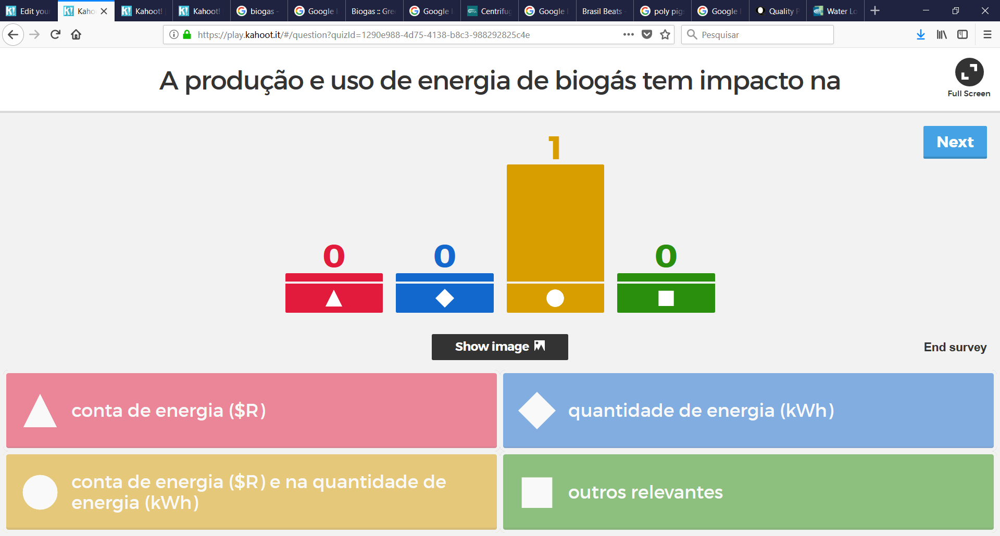 Edit your
Kaho
Kahoot!
Kahoot!
biogas -
Google
Biogas :: Gre
Google
Centrifug
Google
Brasil Beats -
poly pig
Google
Quality P
Water Lo
https://play.kahoot.it/#/question?quizId=1290e988-4d75-4138-b8c3-988292825c4e
Pesquisar
A produção e uso de energia de biogás tem impacto na
Full Screen
Next
0
0
1
0
Show image
End survey
conta de energia ($R)
quantidade de energia (kWh)
conta de energia ($R) e na quantidade de
energia (kWh)
outros relevantes